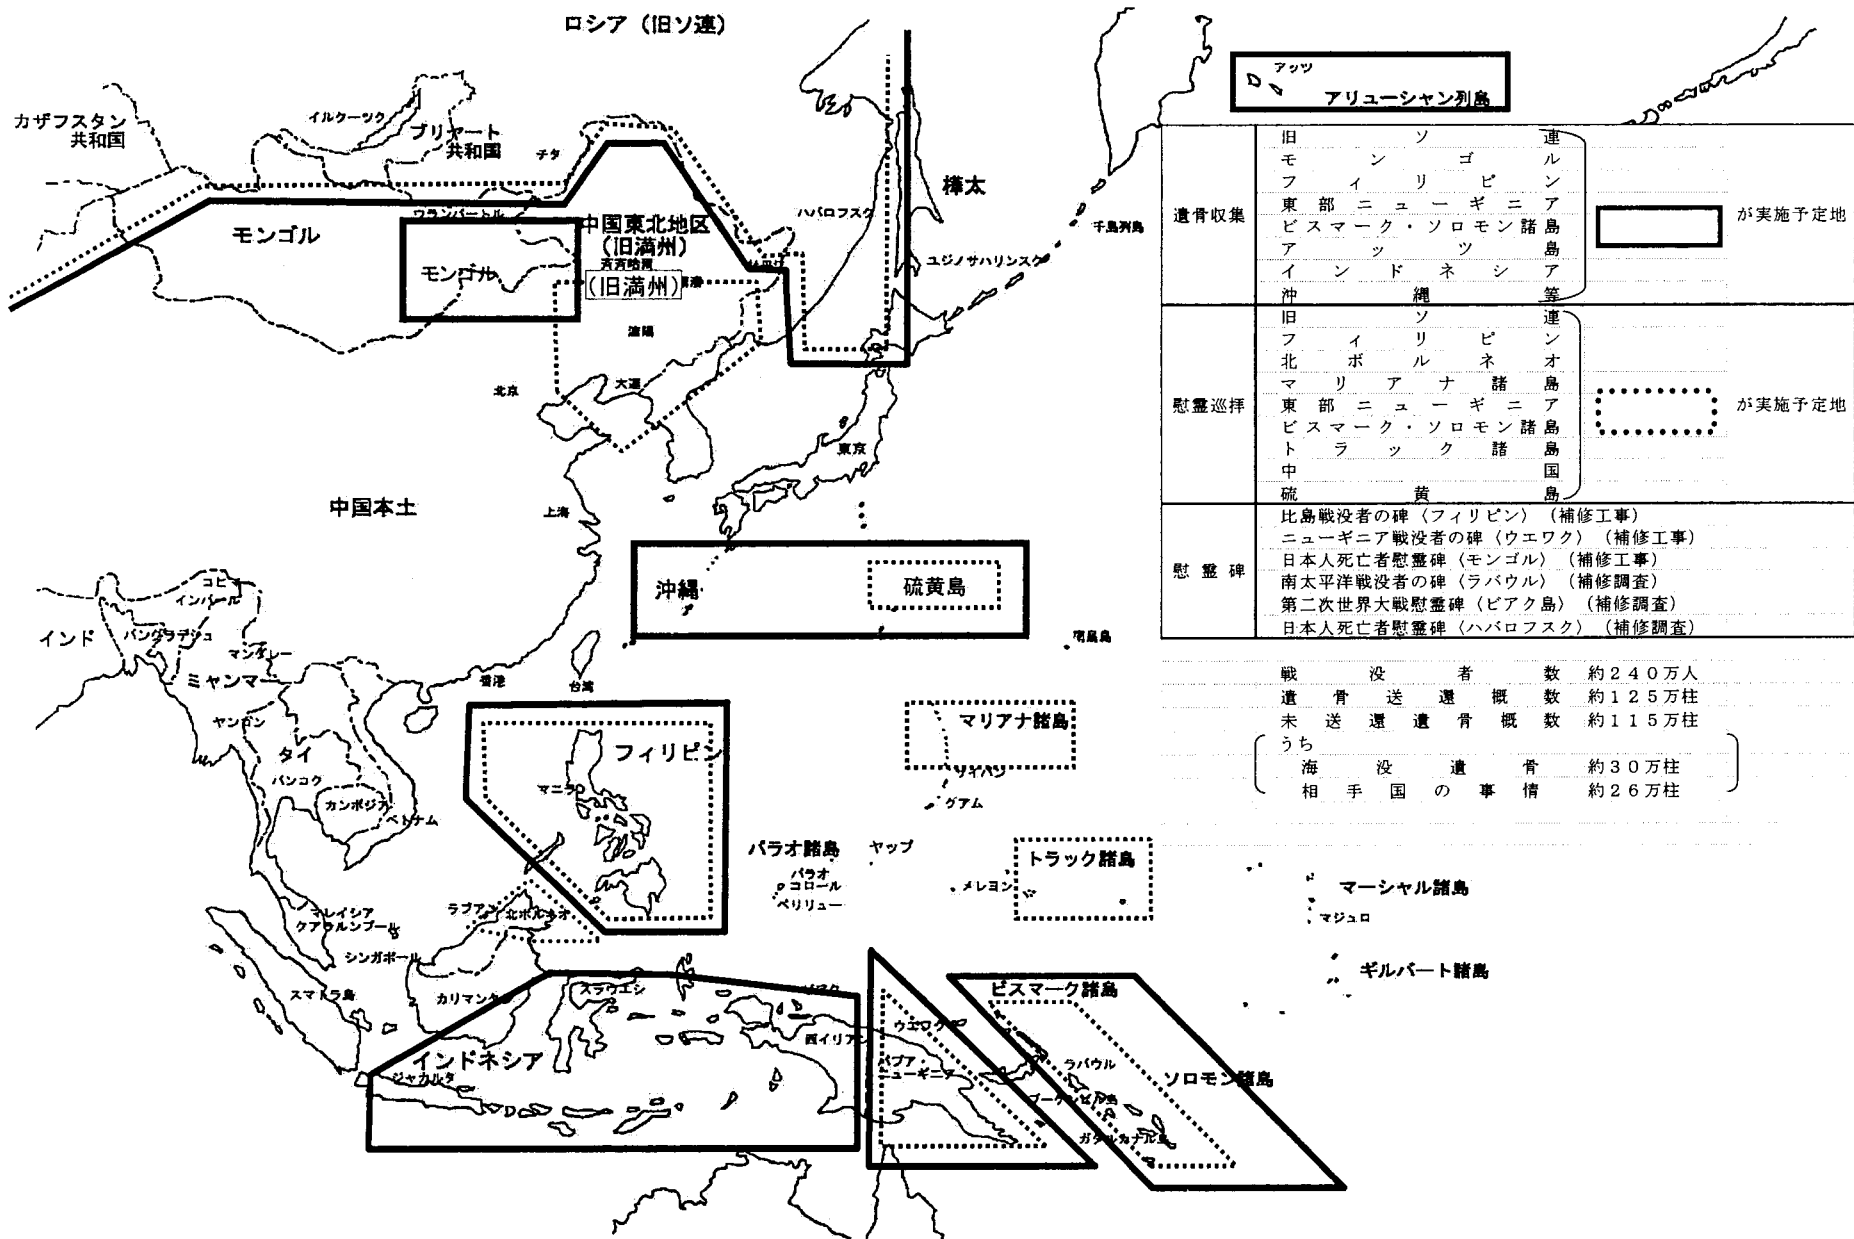 ロシア（旧ソ連）
アッツ
アリューシャン列島
カザフスタン
共和国
イルクーツク
ブリヤート
共和国
チタ
樺太
ハバロフスク
千島列島
ウランバートル
中国東北地区
（旧満州）
モンゴル
ユジノサハリンスク
モンゴル
（旧満州）
瀋陽
北京
大連
東京
中国本土
上海
沖縄
硫黄島
南鳥島
コヒマ
インパール
インド
バングラデシュ
マンダレー
ミャンマー
香港
台湾
ヤンゴン
タイ
バンコク
カンボジア
ベトナム
フィリピン
マニラ
マリアナ諸島
サイパン
グアム
パラオ諸島
ヤップ
トラック諸島
パラオ
コロール
ペリリュー
メレヨン
マーシャル諸島
マジュロ
ギルバート諸島
ラブアン
北ボルネオ
マレイシア
クアラルンプール
シンガポール
スマトラ島
カリマンタン
スラウエシ
ビアク
ビスマーク諸島
西イリアン
ウエワク
インドネシア
ジャカルタ
パプア・
ニューギニア
ラバウル
ソロモン諸島
ブーゲンビル島
ガダルカナル島
遺骨収集
旧ソ連
モンゴル
フィリピン
東部ニューギニア
ビスマーク・ソロモン諸島
アッツ島
インドネシア
沖縄等
が実施予定地
慰霊巡拝
旧ソ連
フィリピン
北ボルネオ
マリアナ諸島
東部ニューギニア
ビスマーク・ソロモン諸島
トラック諸島
中国
硫黄島
が実施予定地
慰霊碑
比島戦没者の碑〈フィリピン〉（補修工事）
ニューギニア戦没者の碑〈ウエワク〉（補修工事）
日本人死亡者慰霊碑〈モンゴル〉（補修工事）
南太平洋戦没者の碑〈ラバウル〉（補修調査）
第二次世界大戦慰霊碑〈ビアク島〉（補修調査）
日本人死亡者慰霊碑〈ハバロフスク〉（補修調査）
戦没者数 約240万人
遺骨送還概数 約125万柱
未送還遺骨概数 約115万柱
うち
海没遺骨 約30万柱
相手国の事情 約26万柱